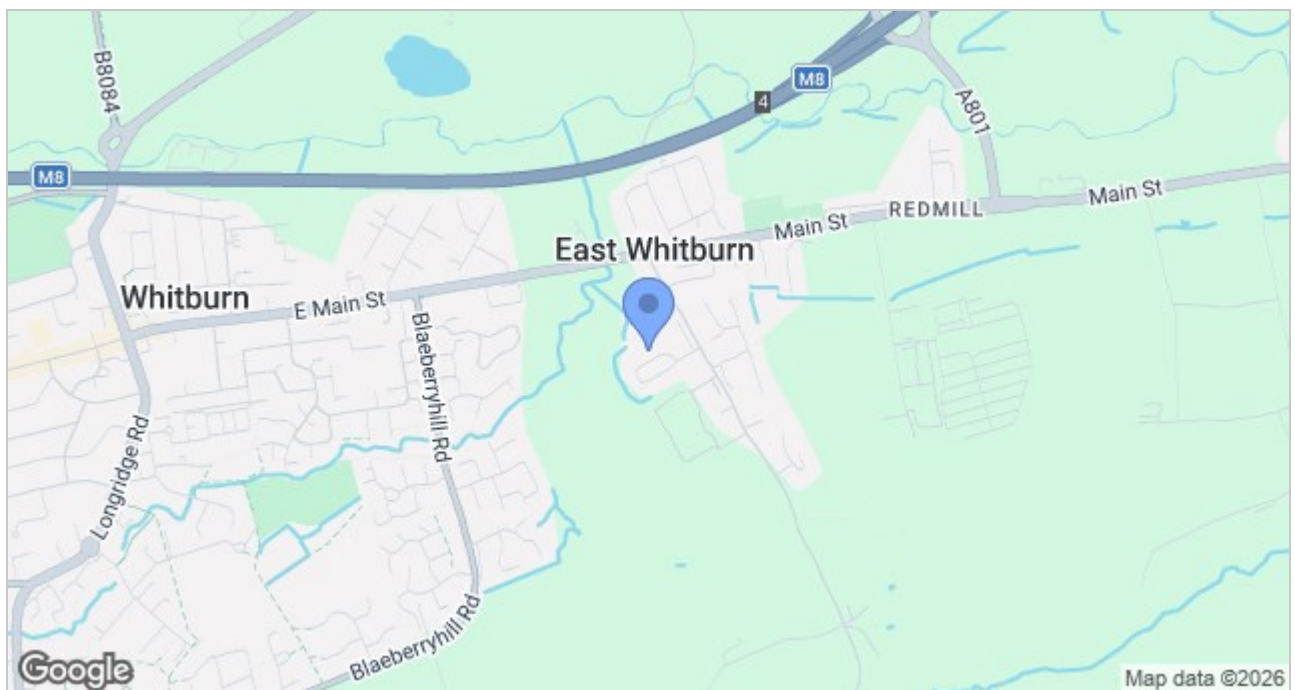 B8084
M8
4
A801
M8
Main St
REDMILL
Main St
East Whitburn
Whitburn
E Main St
Blaeberryhill Rd
Longridge Rd
Blaeberryhill Rd
Google
Map data ©2026